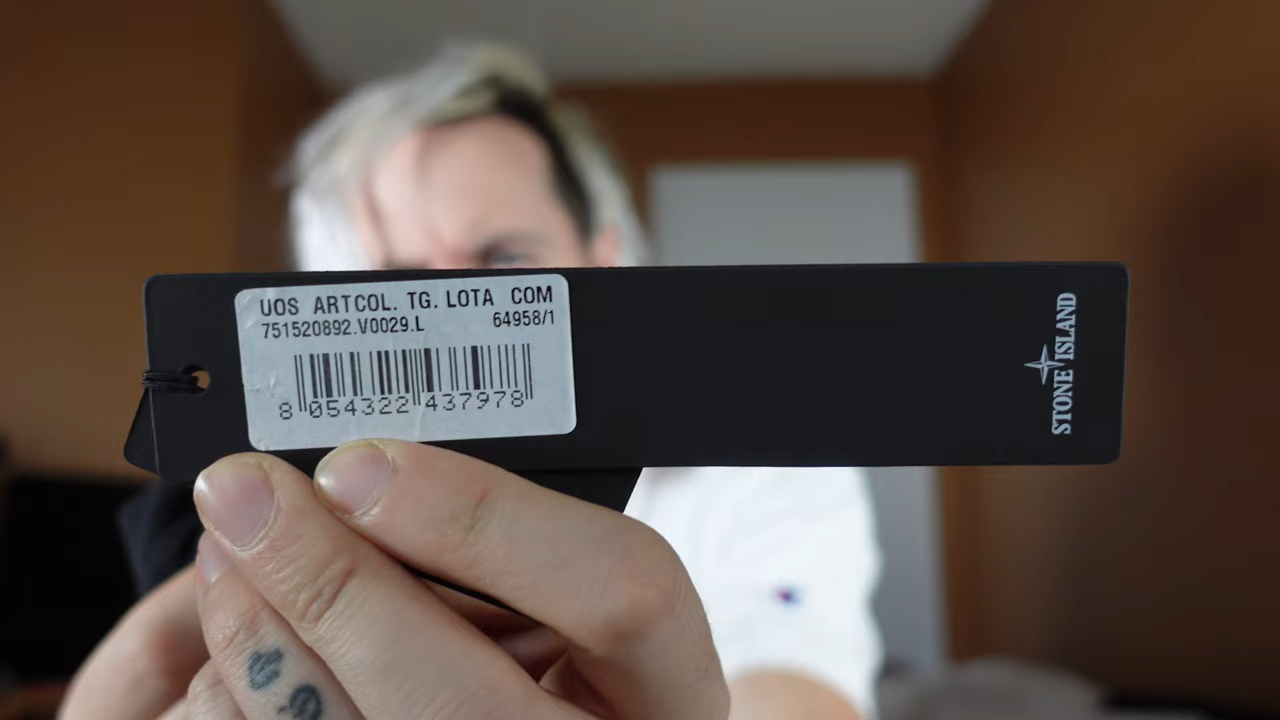 UOS ARTCOL. TG. LOTA COM
751520892.V0029.L 64958/1
8 054322 437978
STONE ISLAND